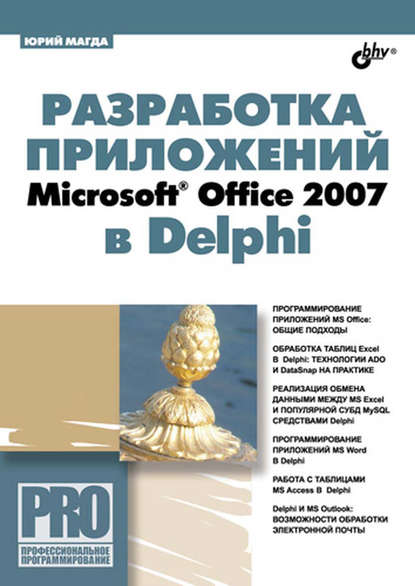 ЮРИЙ МАГДА
bhv®
РАЗРАБОТКА
ПРИЛОЖЕНИЙ
Microsoft® Office 2007
в Delphi
ПРОГРАММИРОВАНИЕ
ПРИЛОЖЕНИЙ MS Office:
ОБЩИЕ ПОДХОДЫ
ОБРАБОТКА ТАБЛИЦ Excel
В Delphi: ТЕХНОЛОГИИ ADO
И DataSnap НА ПРАКТИКЕ
РЕАЛИЗАЦИЯ ОБМЕНА
ДАННЫМИ МЕЖДУ MS Excel
И ПОПУЛЯРНОЙ СУБД MySQL
СРЕДСТВАМИ Delphi
ПРОГРАММИРОВАНИЕ
ПРИЛОЖЕНИЙ MS Word
В Delphi
РАБОТА С ТАБЛИЦАМИ
MS Access В Delphi
Delphi И MS Outlook:
ВОЗМОЖНОСТИ ОБРАБОТКИ
ЭЛЕКТРОННОЙ ПОЧТЫ
PRO
ПРОФЕССИОНАЛЬНОЕ
ПРОГРАММИРОВАНИЕ